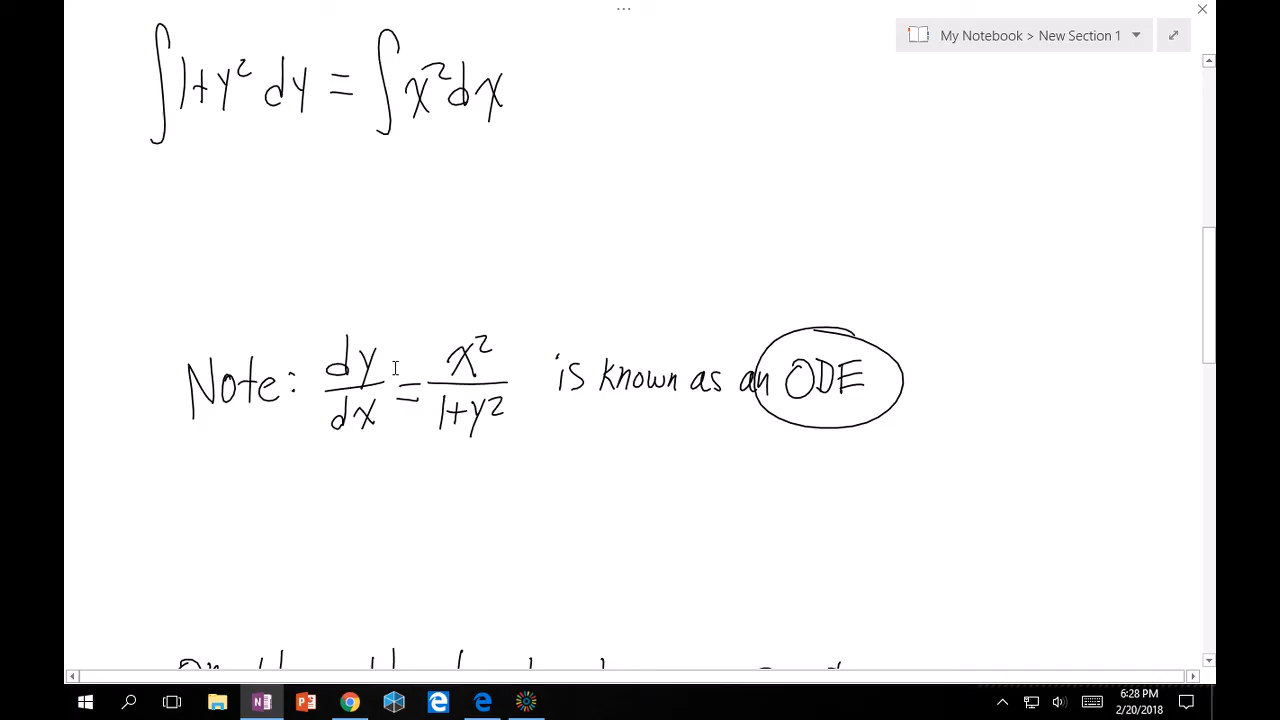 My Notebook > New Section 1
∫1+y² dy = ∫x² dx
Note: dy/dx = x²/1+y² is known as an ODE
6:28 PM
2/20/2018